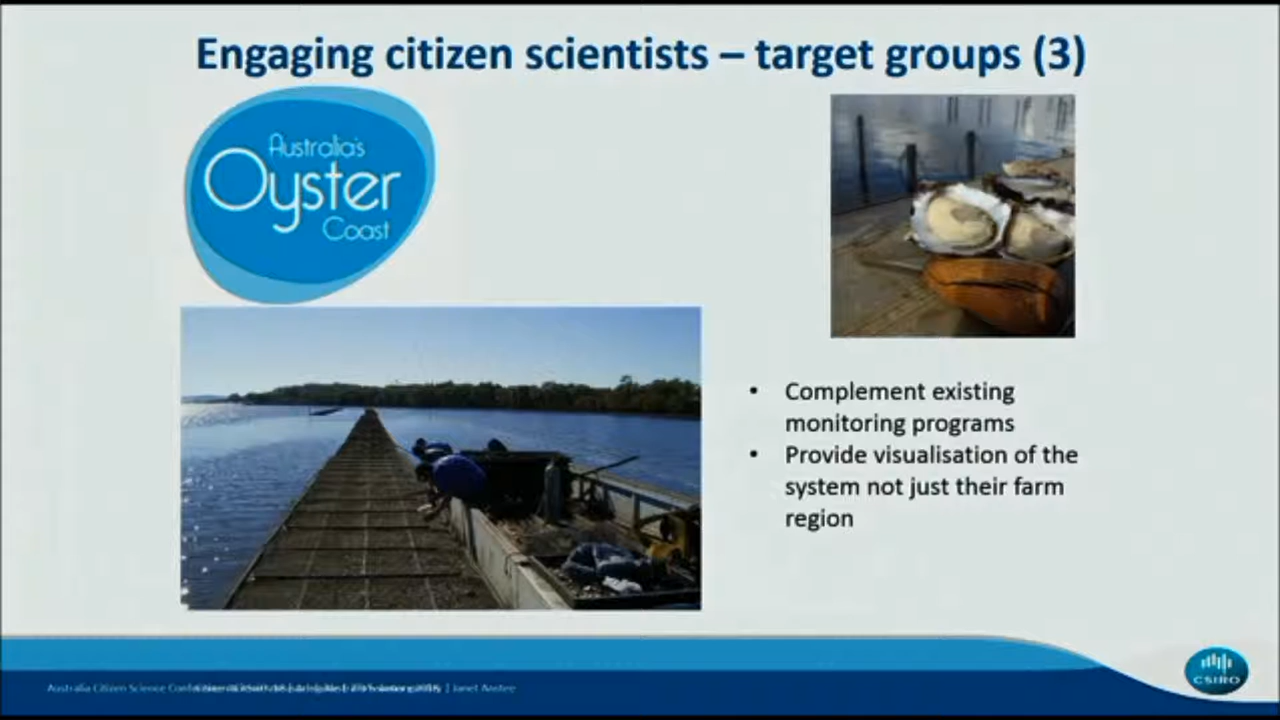 Engaging citizen scientists – target groups (3)
Australia's
Oyster
Coast
• Complement existing
monitoring programs
• Provide visualisation of the
system not just their farm
region
Australia Citizen Science | Janet Anstee
CSIRO